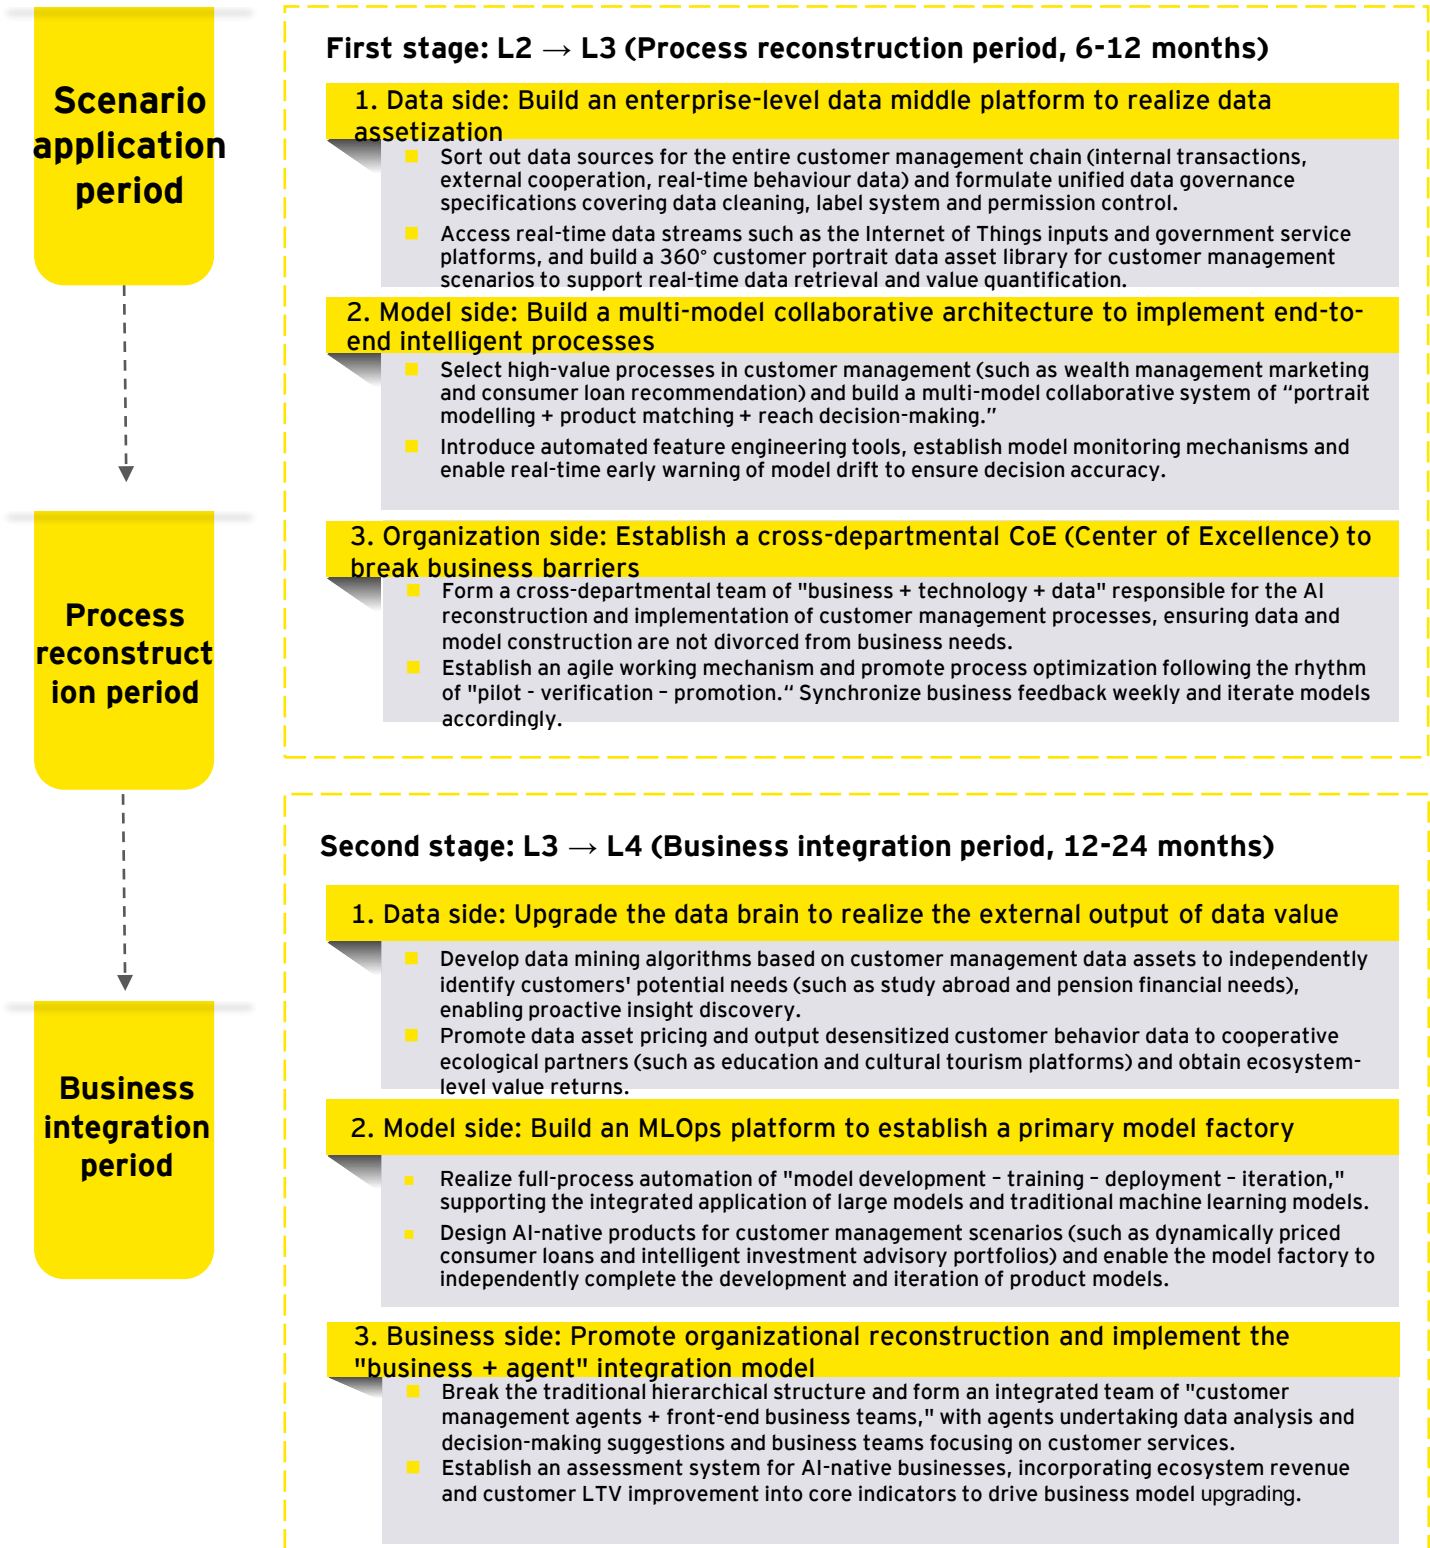 Scenario
application
period
Process
reconstruct
ion period
Business
integration
period
First stage: L2 → L3 (Process reconstruction period, 6-12 months)
1. Data side: Build an enterprise-level data middle platform to realize data
assetization
Sort out data sources for the entire customer management chain (internal transactions,
external cooperation, real-time behaviour data) and formulate unified data governance
specifications covering data cleaning, label system and permission control.
Access real-time data streams such as the Internet of Things inputs and government service
platforms, and build a 360° customer portrait data asset library for customer management
scenarios to support real-time data retrieval and value quantification.
2. Model side: Build a multi-model collaborative architecture to implement end-to-
end intelligent processes
Select high-value processes in customer management (such as wealth management marketing
and consumer loan recommendation) and build a multi-model collaborative system of “portrait
modelling + product matching + reach decision-making.”
Introduce automated feature engineering tools, establish model monitoring mechanisms and
enable real-time early warning of model drift to ensure decision accuracy.
3. Organization side: Establish a cross-departmental CoE (Center of Excellence) to
break business barriers
Form a cross-departmental team of "business + technology + data" responsible for the AI
reconstruction and implementation of customer management processes, ensuring data and
model construction are not divorced from business needs.
Establish an agile working mechanism and promote process optimization following the rhythm
of "pilot - verification – promotion.“ Synchronize business feedback weekly and iterate models
accordingly.
Second stage: L3 → L4 (Business integration period, 12-24 months)
1. Data side: Upgrade the data brain to realize the external output of data value
Develop data mining algorithms based on customer management data assets to independently
identify customers' potential needs (such as study abroad and pension financial needs),
enabling proactive insight discovery.
Promote data asset pricing and output desensitized customer behavior data to cooperative
ecological partners (such as education and cultural tourism platforms) and obtain ecosystem-
level value returns.
2. Model side: Build an MLOps platform to establish a primary model factory
Realize full-process automation of "model development – training – deployment – iteration,"
supporting the integrated application of large models and traditional machine learning models.
Design AI-native products for customer management scenarios (such as dynamically priced
consumer loans and intelligent investment advisory portfolios) and enable the model factory to
independently complete the development and iteration of product models.
3. Business side: Promote organizational reconstruction and implement the
"business + agent" integration model
Break the traditional hierarchical structure and form an integrated team of "customer
management agents + front-end business teams," with agents undertaking data analysis and
decision-making suggestions and business teams focusing on customer services.
Establish an assessment system for AI-native businesses, incorporating ecosystem revenue
and customer LTV improvement into core indicators to drive business model upgrading.